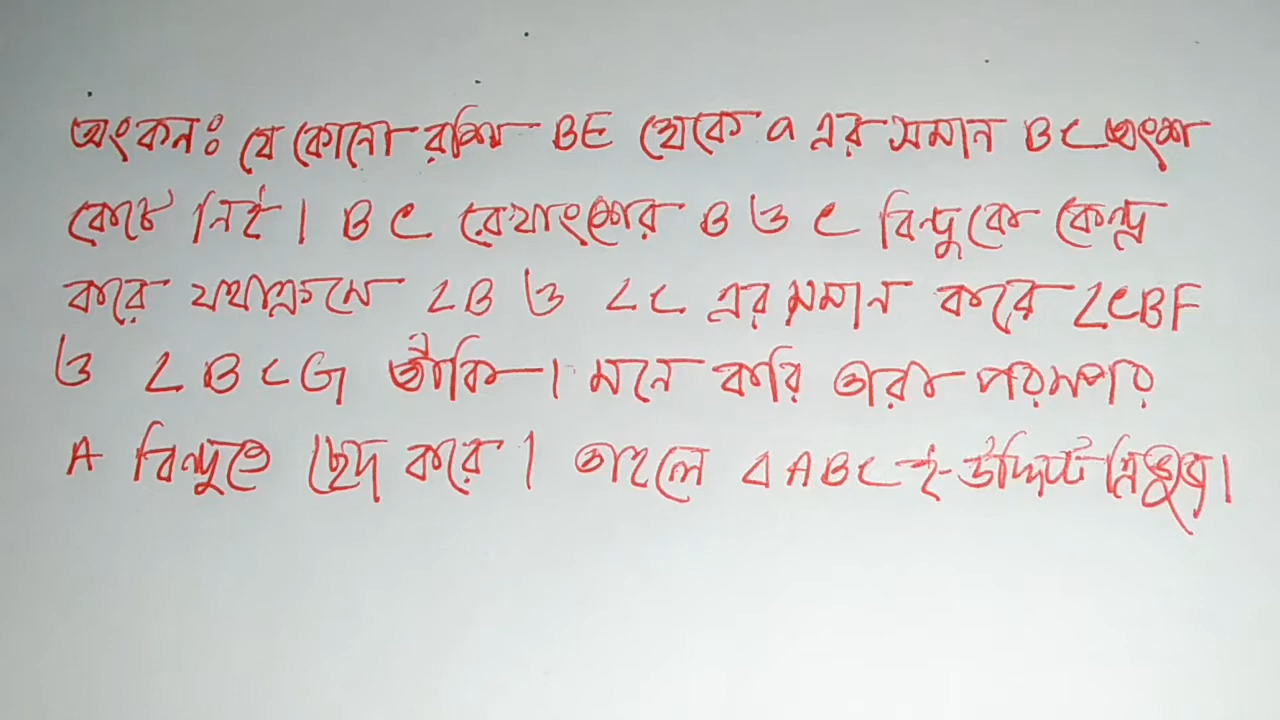 অংকন: যে কোনো রশ্মি BE থেকে a এর সমান BC অংশ
কেটে নিই। BC রেখাংশের B ও C বিন্দুকে কেন্দ্র
করে যথাক্রমে ∠B ও ∠C এর সমান করে ∠CBF
ও ∠BCG আঁকি। মনে করি তারা পরস্পর
A বিন্দুতে ছেদ করে। তাহলে ∆ABC ই-উদ্দিষ্ট ত্রিভুজ।